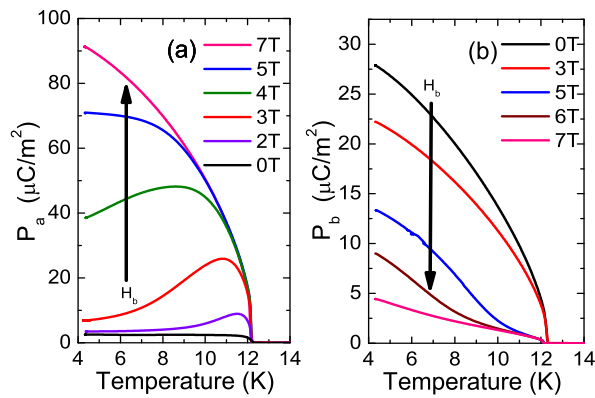 (a)
7T
5T
4T
3T
2T
0T
H_b
P_a (μC/m²)
100
80
60
40
20
0
4 6 8 10 12 14
Temperature (K)
(b)
0T
3T
5T
6T
7T
H_b
P_b (μC/m²)
30
25
20
15
10
5
0
4 6 8 10 12 14
Temperature (K)